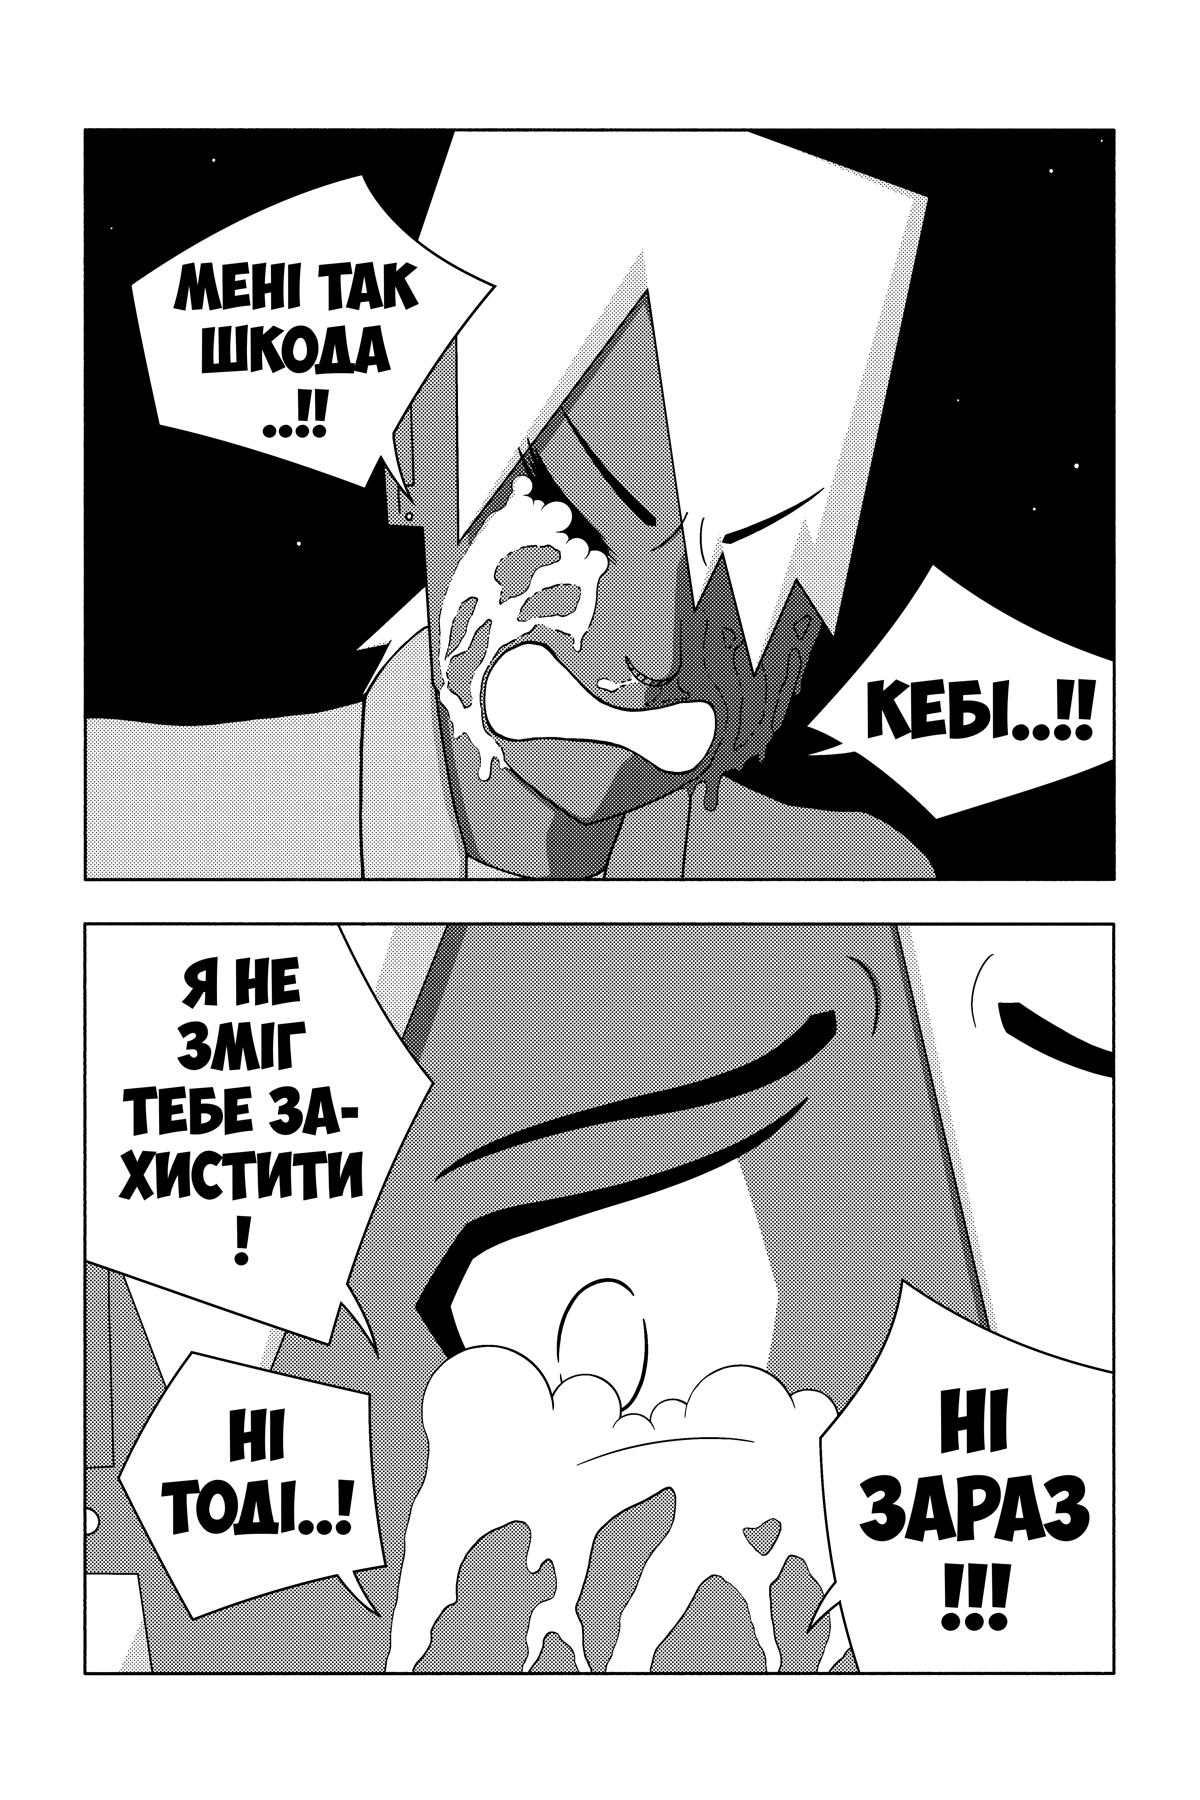 МЕНІ ТАК
ШКОДА
..!!
КЕБІ..!!
Я НЕ
ЗМІГ
ТЕБЕ ЗА-
ХИСТИТИ
!
НІ
ТОДІ..!
НІ
ЗАРАЗ
!!!